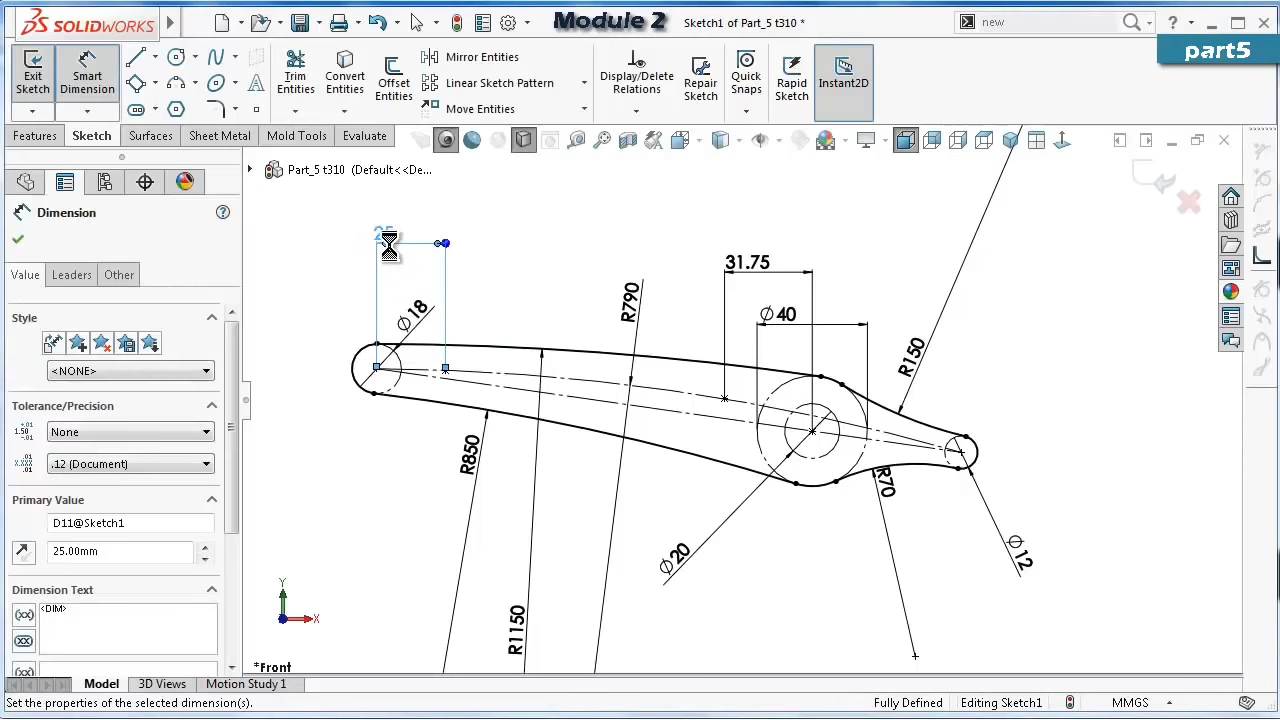 SOLIDWORKS
Module 2
Sketch1 of Part_5 t310 *
new
?
part5
Exit Sketch
Smart Dimension
Trim Entities
Convert Entities
Offset Entities
Mirror Entities
Linear Sketch Pattern
Move Entities
Display/Delete Relations
Repair Sketch
Quick Snaps
Rapid Sketch
Instant2D
Features
Sketch
Surfaces
Sheet Metal
Mold Tools
Evaluate
Part_5 t310 (Default<<De...
Dimension
?
Value
Leaders
Other
Style
<NONE>
Tolerance/Precision
None
.12 (Document)
Primary Value
D11@Sketch1
25.00mm
Dimension Text
<DIM>
25
∅18
R790
31.75
∅40
R150
R850
R70
∅20
∅12
R1150
Y
X
*Front
Model
3D Views
Motion Study 1
Set the properties of the selected dimension(s).
Fully Defined
Editing Sketch1
MMGS